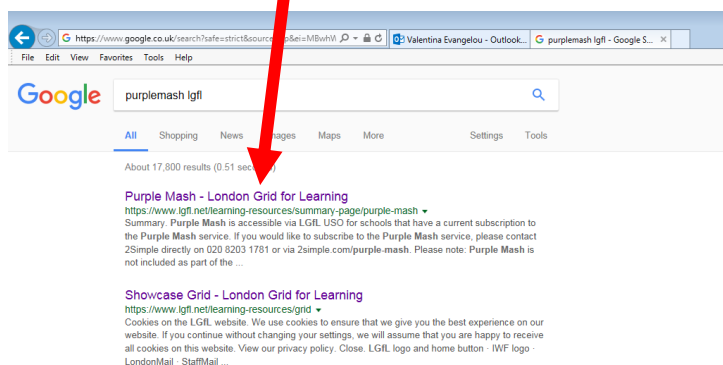 https://www.google.co.uk/search?safe=strict&source
Valentina Evangelou - Outlook...
purplemash lgfl - Google S...
File Edit View Favorites Tools Help
Google
purplemash lgfl
All Shopping News Images Maps More Settings Tools
About 17,800 results (0.51
Purple Mash - London Grid for Learning
https://www.lgfl.net/learning-resources/summary-page/purple-mash
Summary. Purple Mash is accessible via LGfL USO for schools that have a current subscription to
the Purple Mash service. If you would like to subscribe to the Purple Mash service, please contact
2Simple directly on 020 8203 1781 or via 2simple.com/purple-mash. Please note: Purple Mash is
not included as part of the ...
Showcase Grid - London Grid for Learning
https://www.lgfl.net/learning-resources/grid
Cookies on the LGfL website. We use cookies to ensure that we give you the best experience on our
website. If you continue without changing your settings, we will assume that you are happy to receive
all cookies on this website. View our privacy policy. Close. LGfL logo and home button · IWF logo ·
LondonMail · StaffMail ...